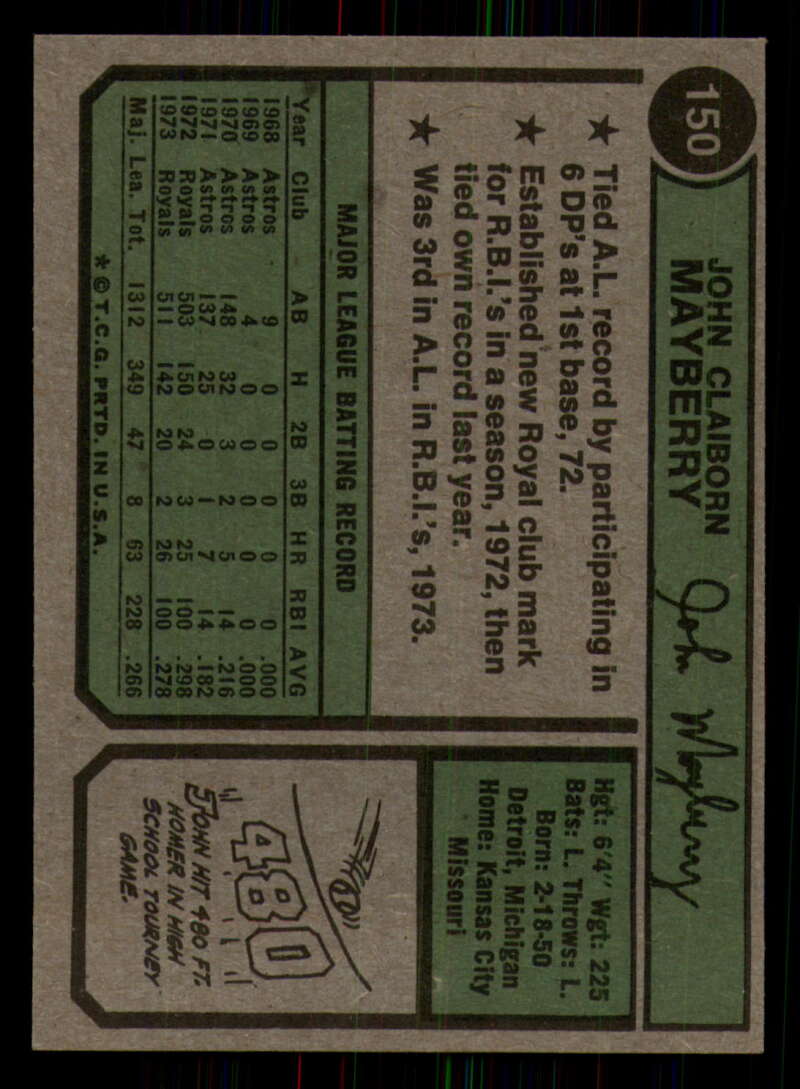 150
JOHN CLAIBORN
MAYBERRY
John Mayberry
★ Tied A.L. record by participating in
6 DP's at 1st base, 72.
★ Established new Royal club mark
for R.B.I.'s in a season, 1972, then
tied own record last year.
★ Was 3rd in A.L. in R.B.I.'s, 1973.
MAJOR LEAGUE BATTING RECORD
Year Club AB H 2B 3B HR RBI AVG
1968 Astros 9 0 0 0 0 0 .000
1969 Astros 4 0 0 0 0 0 .000
1970 Astros 148 32 3 2 5 14 .216
1971 Astros 137 25 0 1 7 14 .182
1972 Royals 503 150 24 3 25 100 .298
1973 Royals 511 142 20 2 26 100 .278
Maj. Lea. Tot. 1312 349 47 8 63 228 .266
* © T.C.G. PRTD. IN U.S.A.
Hgt: 6'4" Wgt: 225
Bats: L. Throws: L.
Born: 2-18-50
Detroit, Michigan
Home: Kansas City
Missouri
480
JOHN HIT 480 FT.
HOMER IN HIGH
SCHOOL TOURNEY
GAME.